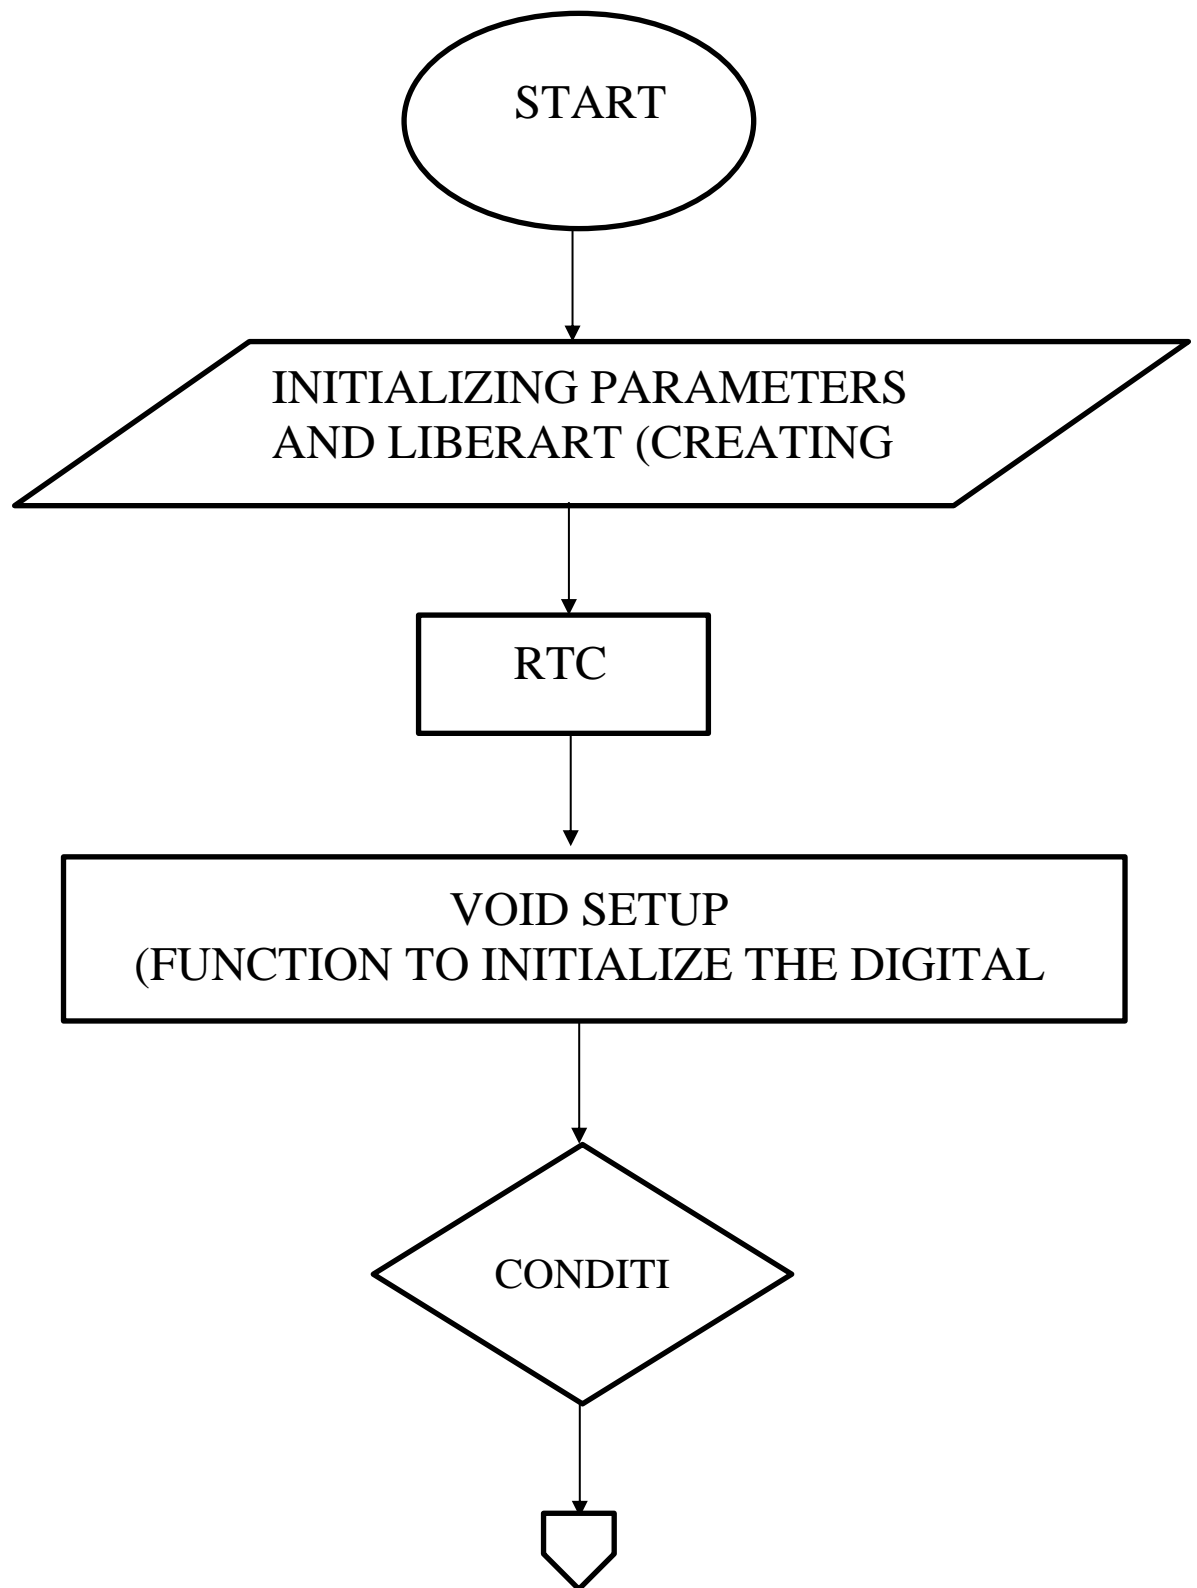 START
INITIALIZING PARAMETERS
AND LIBERART (CREATING
RTC
VOID SETUP
(FUNCTION TO INITIALIZE THE DIGITAL
CONDITI